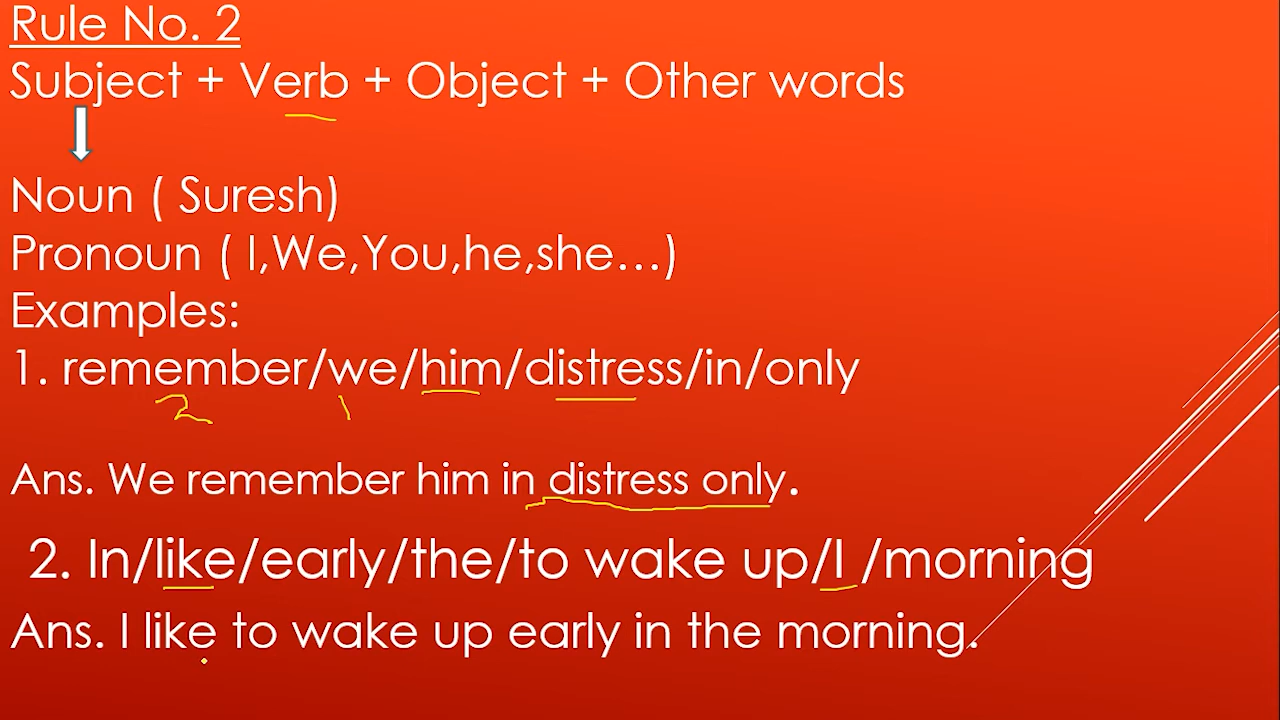 Rule No. 2
Subject + Verb + Object + Other words
Noun ( Suresh)
Pronoun ( I,We,You,he,she...)
Examples:
1. remember/we/him/distress/in/only
2 1
Ans. We remember him in distress only.
2. In/like/early/the/to wake up/I /morning
Ans. I like to wake up early in the morning.